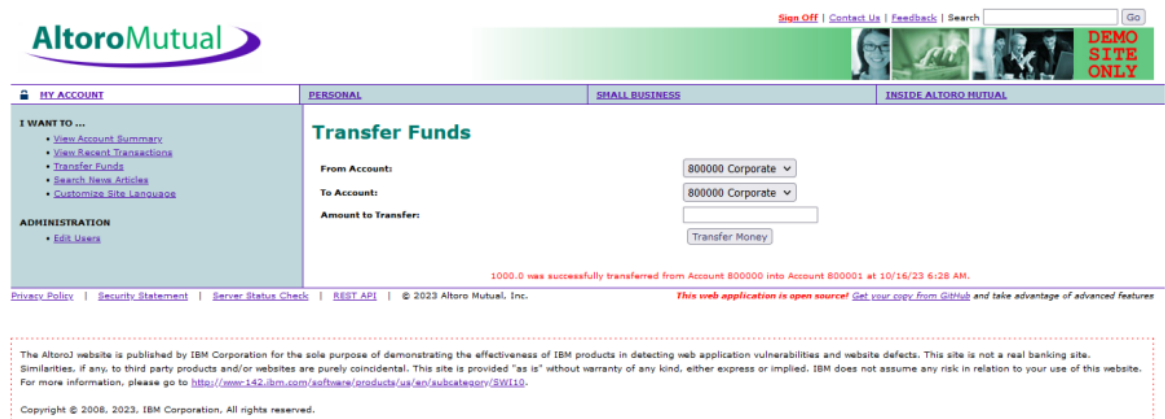 Sign Off | Contact Us | Feedback | Search
Go
AltoroMutual
DEMO
SITE
ONLY
MY ACCOUNT
PERSONAL
SMALL BUSINESS
INSIDE ALTORO MUTUAL
I WANT TO ...
• View Account Summary
• View Recent Transactions
• Transfer Funds
• Search News Articles
• Customize Site Language
ADMINISTRATION
• Edit Users
Transfer Funds
From Account:
800000 Corporate
To Account:
800000 Corporate
Amount to Transfer:
Transfer Money
1000.0 was successfully transferred from Account 800000 into Account 800001 at 10/16/23 6:28 AM.
Privacy Policy | Security Statement | Server Status Check | REST API | © 2023 Altoro Mutual, Inc.
This web application is open source! Get your copy from GitHub and take advantage of advanced features
The AltoroJ website is published by IBM Corporation for the sole purpose of demonstrating the effectiveness of IBM products in detecting web application vulnerabilities and website defects. This site is not a real banking site.
Similarities, if any, to third party products and/or websites are purely coincidental. This site is provided "as is" without warranty of any kind, either express or implied. IBM does not assume any risk in relation to your use of this website.
For more information, please go to http://www-142.ibm.com/software/products/us/en/subcategory/SWI10.
Copyright © 2008, 2023, IBM Corporation, All rights reserved.